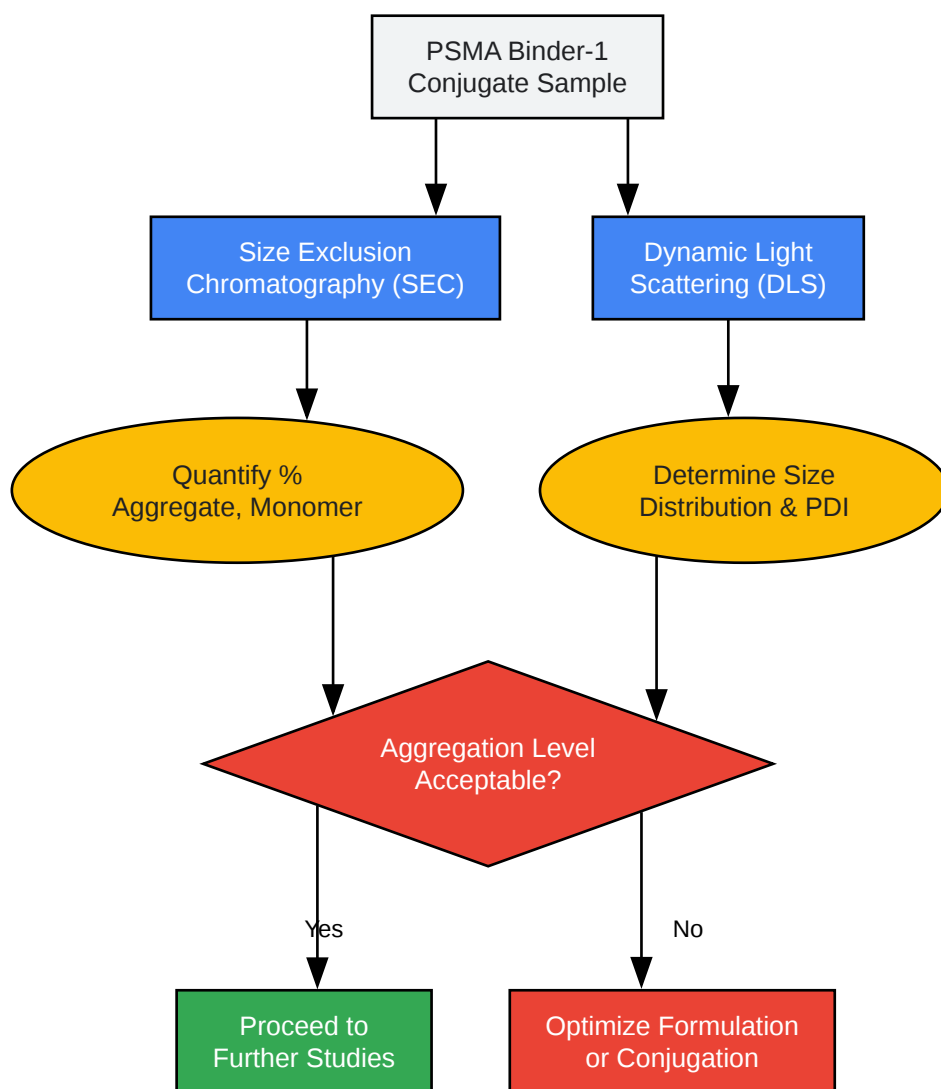 PSMA Binder-1
Conjugate Sample
Size Exclusion
Chromatography (SEC)
Dynamic Light
Scattering (DLS)
Quantify %
Aggregate, Monomer
Determine Size
Distribution & PDI
Aggregation Level
Acceptable?
Yes
No
Proceed to
Further Studies
Optimize Formulation
or Conjugation